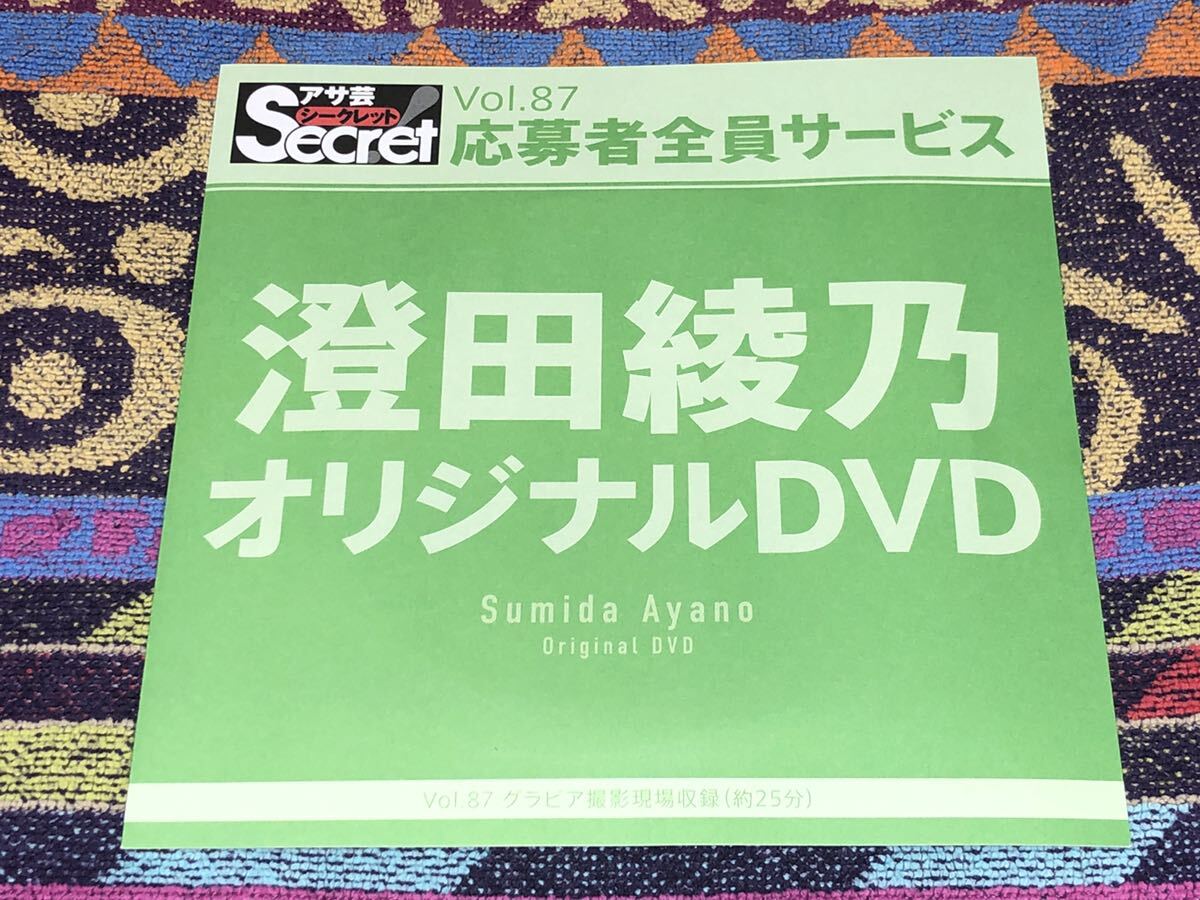 アサ芸
シークレット!
Secret
Vol.87
応募者全員サービス
澄田綾乃
オリジナルDVD
Sumida Ayano
Original DVD
Vol.87 グラビア撮影現場収録(約25分)